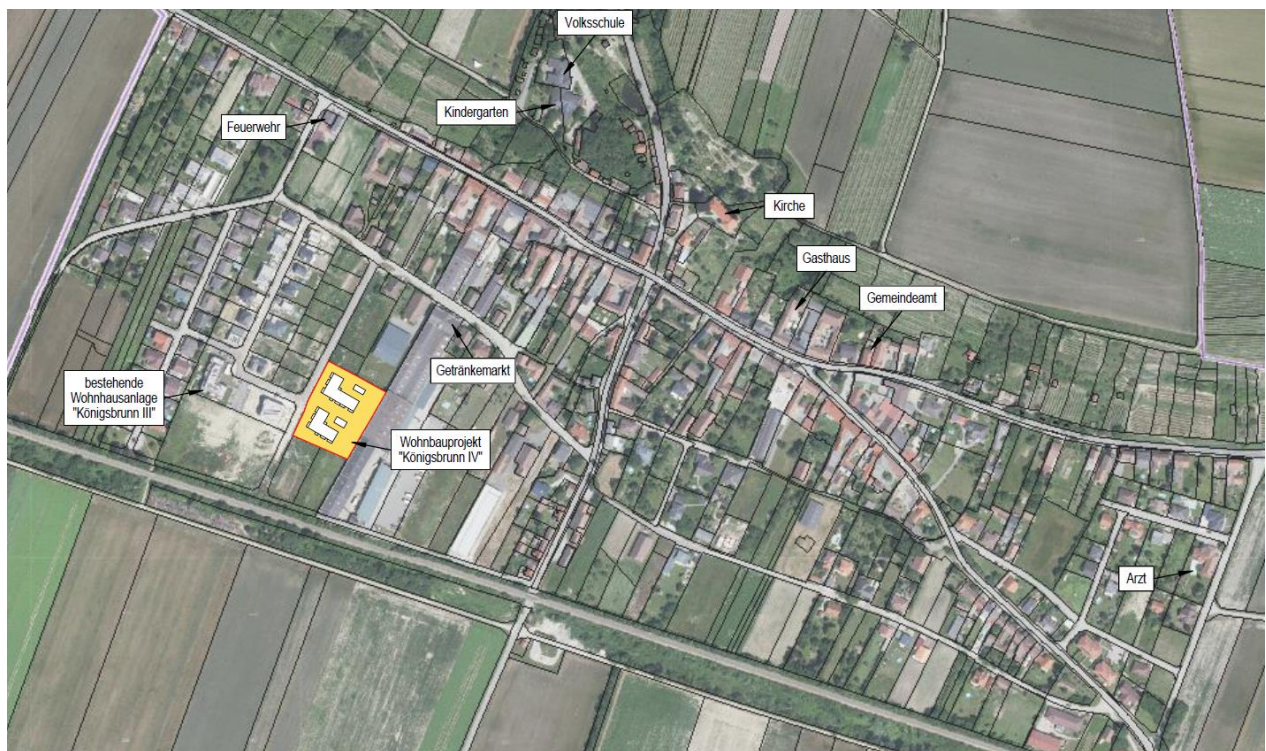 Volksschule
Kindergarten
Feuerwehr
Kirche
Gasthaus
Gemeindeamt
Getränkemarkt
bestehende
Wohnhausanlage
"Königsbrunn III"
Wohnbauprojekt
"Königsbrunn IV"
Arzt